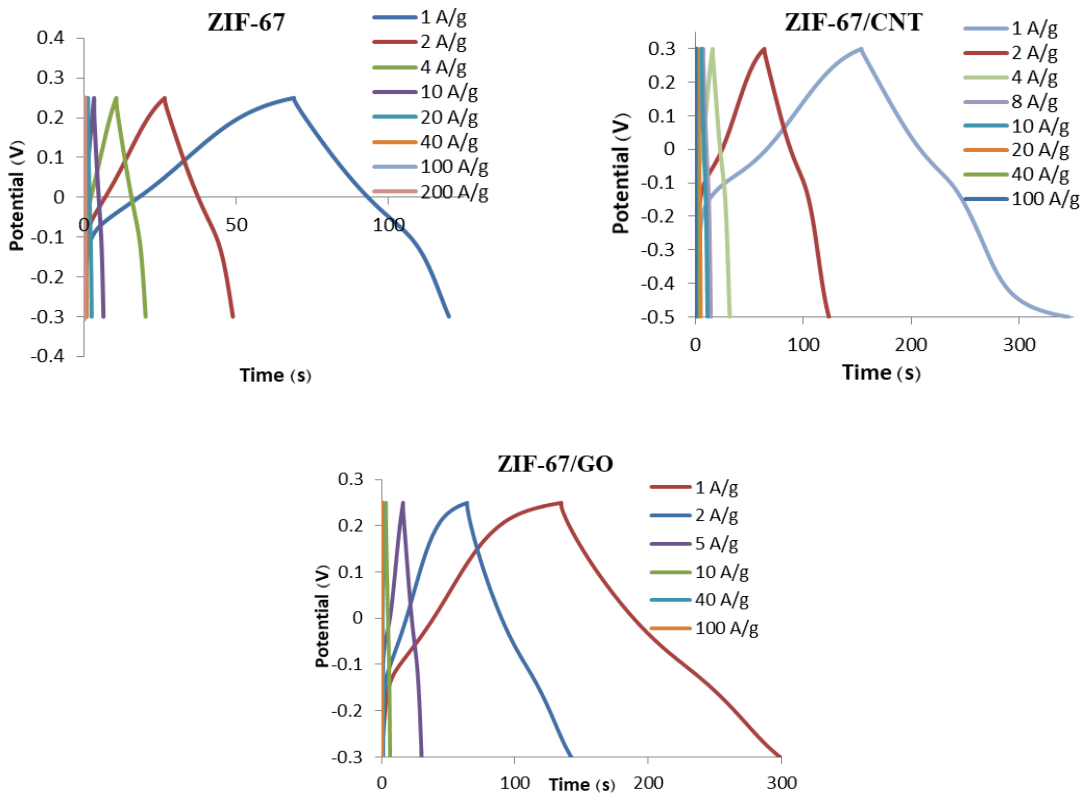 ZIF-67
0.4
0.3
0.2
0.1
0
-0.1
-0.2
-0.3
-0.4
0
50
100
Potential (V)
Time (s)
1 A/g
2 A/g
4 A/g
10 A/g
20 A/g
40 A/g
100 A/g
200 A/g
ZIF-67/CNT
0.3
0.2
0.1
0
-0.1
-0.2
-0.3
-0.4
-0.5
0
100
200
300
Potential (V)
Time (s)
1 A/g
2 A/g
4 A/g
8 A/g
10 A/g
20 A/g
40 A/g
100 A/g
ZIF-67/GO
0.3
0.2
0.1
0
-0.1
-0.2
-0.3
0
100
200
300
Potential (V)
Time (s)
1 A/g
2 A/g
5 A/g
10 A/g
40 A/g
100 A/g